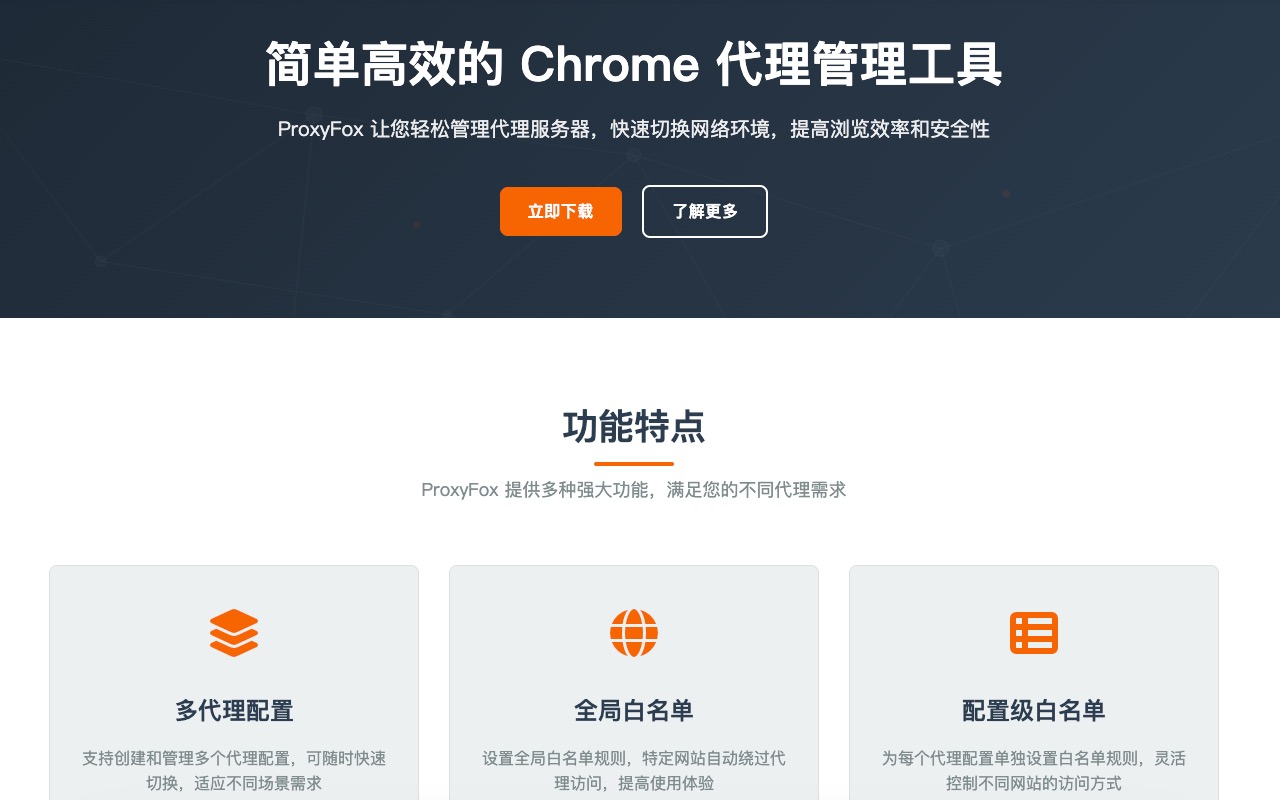 简单高效的 Chrome 代理管理工具
ProxyFox 让您轻松管理代理服务器，快速切换网络环境，提高浏览效率和安全性
立即下载
了解更多
功能特点
ProxyFox 提供多种强大功能，满足您的不同代理需求
多代理配置
支持创建和管理多个代理配置，可随时快速
切换，适应不同场景需求
全局白名单
设置全局白名单规则，特定网站自动绕过代
理访问，提高使用体验
配置级白名单
为每个代理配置单独设置白名单规则，灵活
控制不同网站的访问方式